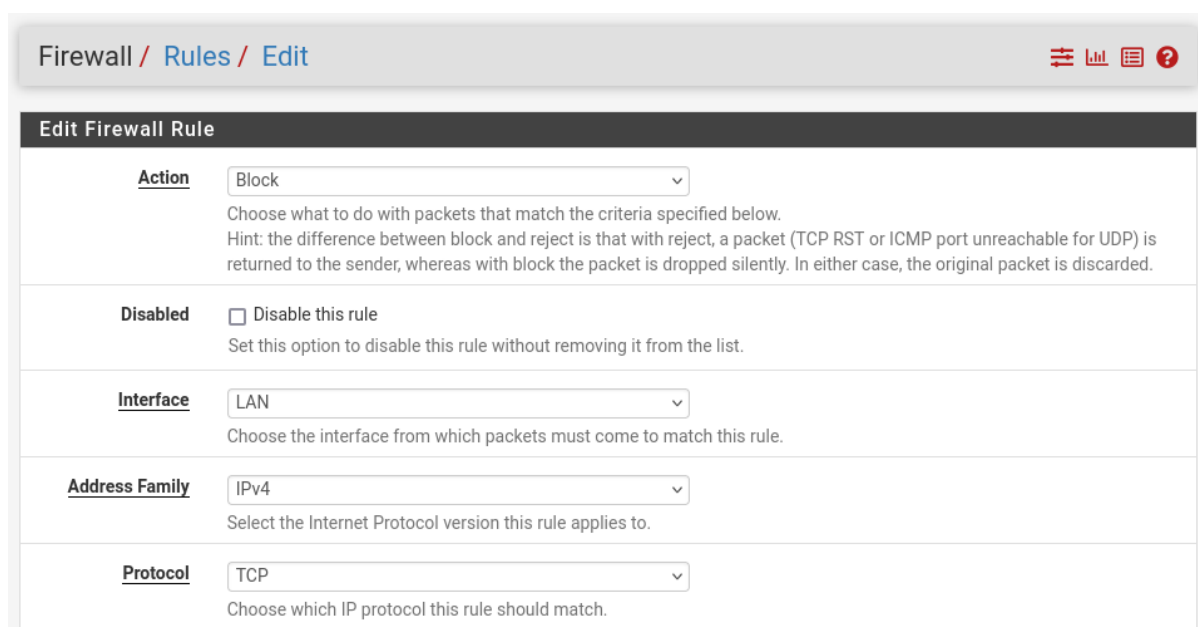 Firewall / Rules / Edit
Edit Firewall Rule
Action
Block
Choose what to do with packets that match the criteria specified below.
Hint: the difference between block and reject is that with reject, a packet (TCP RST or ICMP port unreachable for UDP) is
returned to the sender, whereas with block the packet is dropped silently. In either case, the original packet is discarded.
Disabled
Disable this rule
Set this option to disable this rule without removing it from the list.
Interface
LAN
Choose the interface from which packets must come to match this rule.
Address Family
IPv4
Select the Internet Protocol version this rule applies to.
Protocol
TCP
Choose which IP protocol this rule should match.